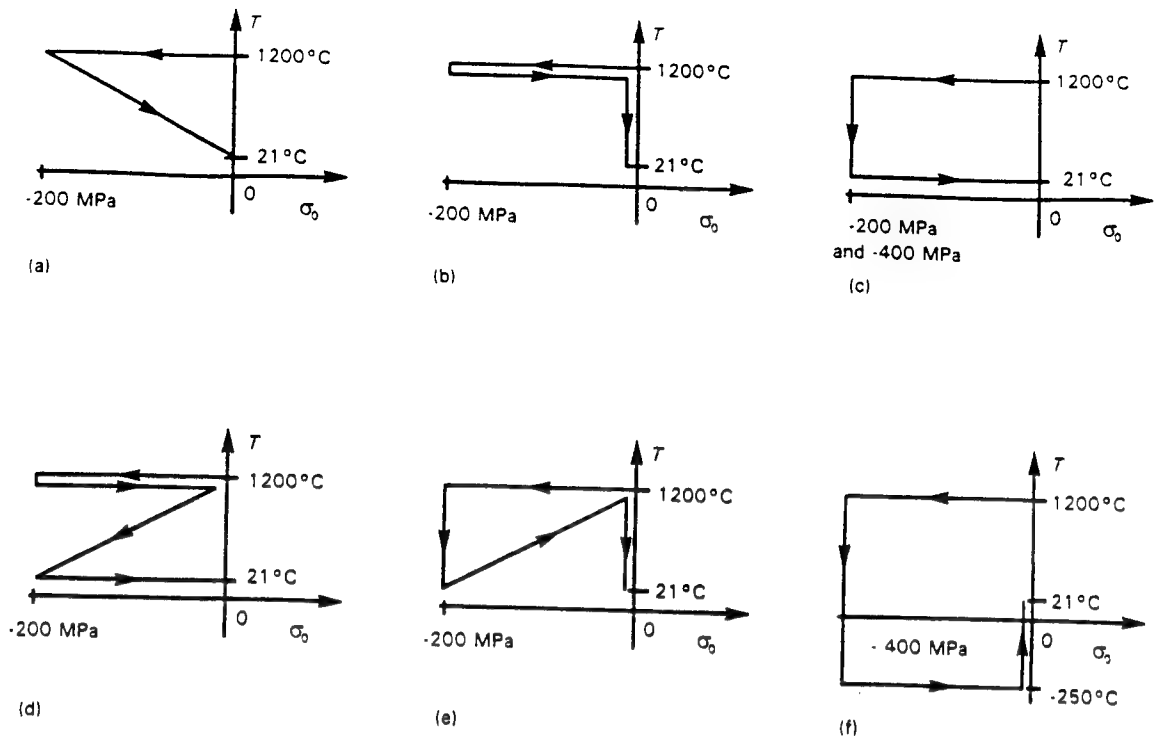 T
1200°C
21°C
-200 MPa
0
σ₀
(a)
T
1200°C
21°C
-200 MPa
0
σ₀
(b)
T
1200°C
21°C
-200 MPa
and -400 MPa
0
σ₀
(c)
T
1200°C
21°C
-200 MPa
0
σ₀
(d)
T
1200°C
21°C
-200 MPa
0
σ₀
(e)
T
1200°C
21°C
-400 MPa
0
σ₀
-250°C
(f)